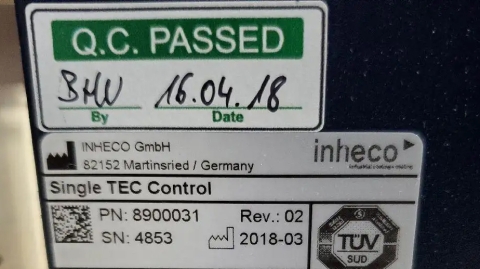 Q.C. PASSED
BHN 16.04.18
By Date
INHECO GmbH
82152 Martinsried / Germany
inheco
Single TEC Control
PN: 8900031 Rev.: 02
SN: 4853 2018-03
TÜV
SÜD